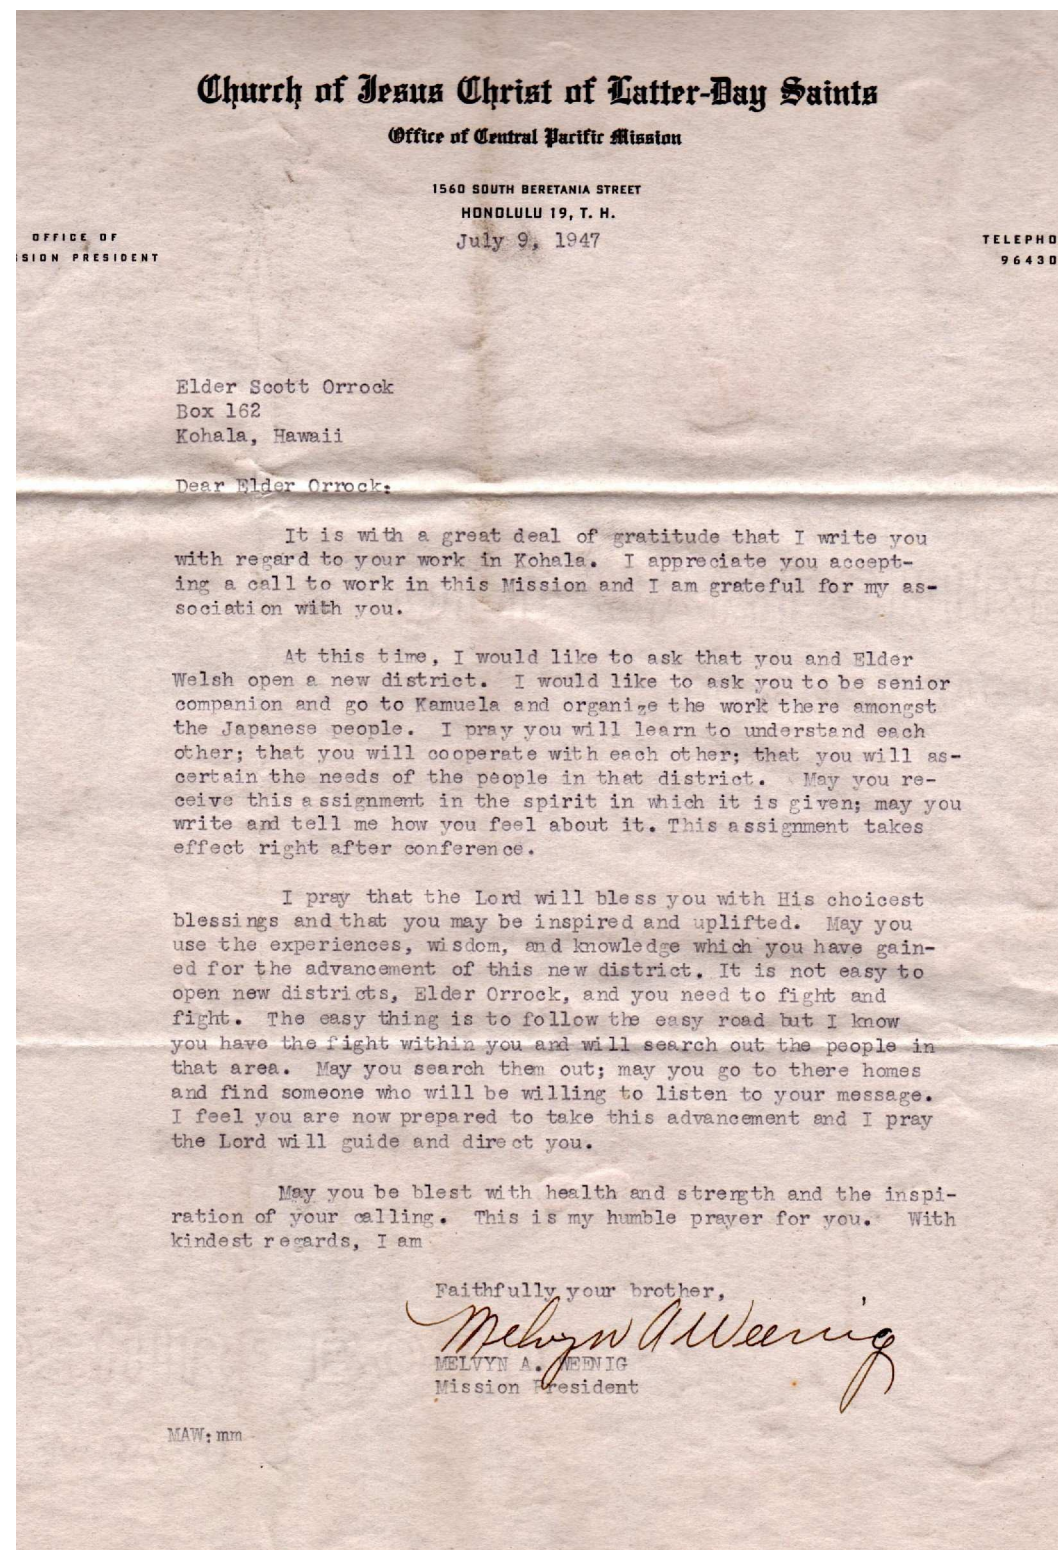 Church of Jesus Christ of Latter-Day Saints
Office of Central Pacific Mission
1560 SOUTH BERETANIA STREET
HONOLULU 19, T. H.
OFFICE OF
SSION PRESIDENT
July 9, 1947
TELEPHO
96430
Elder Scott Orrock
Box 162
Kohala, Hawaii
Dear Elder Orrock:
It is with a great deal of gratitude that I write you
with regard to your work in Kohala. I appreciate you accept-
ing a call to work in this Mission and I am grateful for my as-
sociation with you.
At this time, I would like to ask that you and Elder
Welsh open a new district. I would like to ask you to be senior
companion and go to Kamuela and organize the work there amongst
the Japanese people. I pray you will learn to understand each
other; that you will cooperate with each other; that you will as-
certain the needs of the people in that district. May you re-
ceive this assignment in the spirit in which it is given; may you
write and tell me how you feel about it. This assignment takes
effect right after conference.
I pray that the Lord will bless you with His choicest
blessings and that you may be inspired and uplifted. May you
use the experiences, wisdom, and knowledge which you have gain-
ed for the advancement of this new district. It is not easy to
open new districts, Elder Orrock, and you need to fight and
fight. The easy thing is to follow the easy road but I know
you have the fight within you and will search out the people in
that area. May you search them out; may you go to there homes
and find someone who will be willing to listen to your message.
I feel you are now prepared to take this advancement and I pray
the Lord will guide and direct you.
May you be blest with health and strength and the inspi-
ration of your calling. This is my humble prayer for you. With
kindest regards, I am
Faithfully your brother,
Melvyn A Weenig
MELVYN A. WEENIG
Mission President
MAW:mm